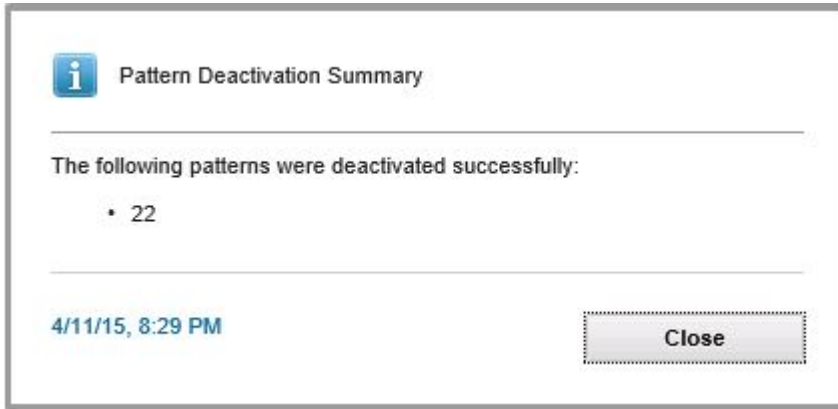 Pattern Deactivation Summary
The following patterns were deactivated successfully:
• 22
4/11/15, 8:29 PM
Close